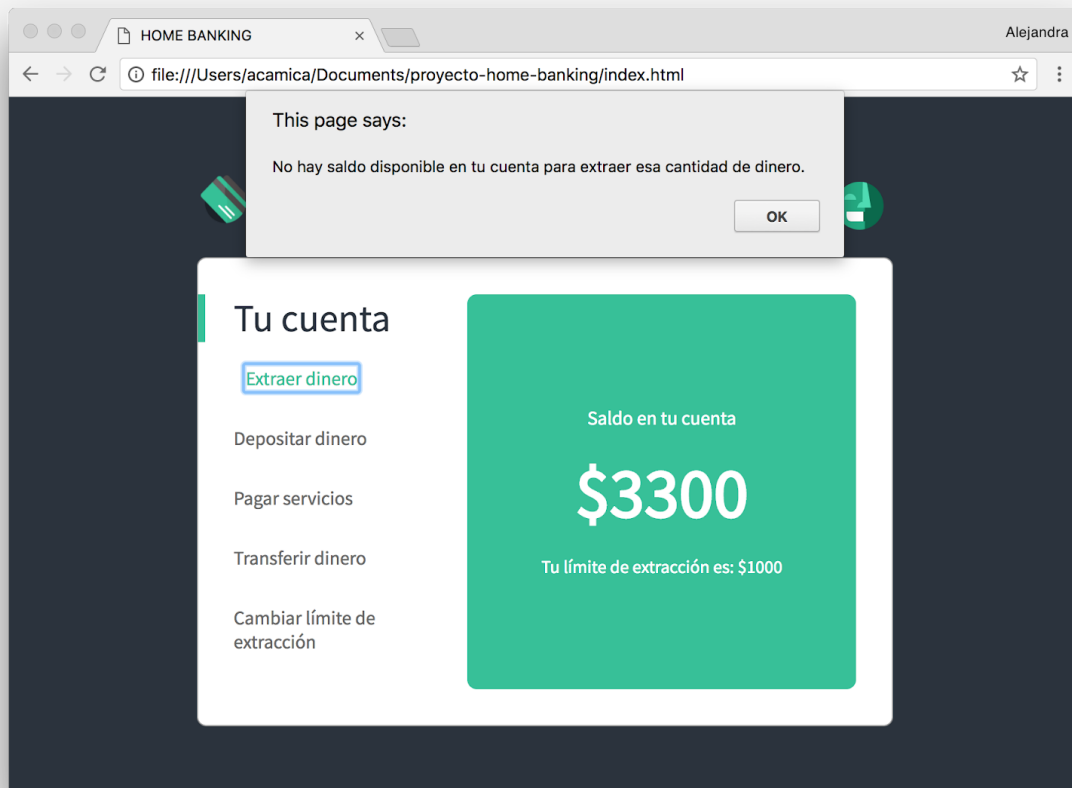 HOME BANKING
Alejandra
file:///Users/acamica/Documents/proyecto-home-banking/index.html
This page says:
No hay saldo disponible en tu cuenta para extraer esa cantidad de dinero.
OK
Tu cuenta
Extraer dinero
Depositar dinero
Pagar servicios
Transferir dinero
Cambiar límite de
extracción
Saldo en tu cuenta
$3300
Tu límite de extracción es: $1000